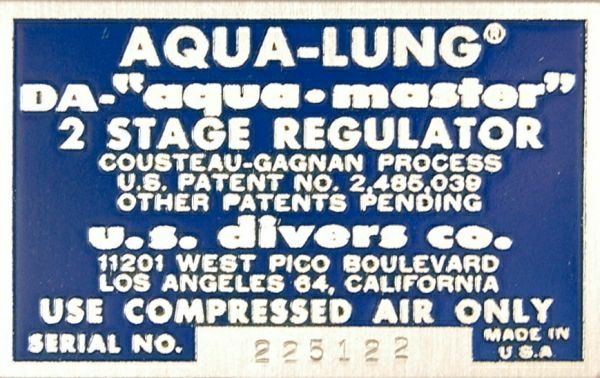 AQUA-LUNG®
DA-"aqua-master"
2 STAGE REGULATOR
COUSTEAU-GAGNAN PROCESS
U.S. PATENT NO. 2,485,039
OTHER PATENTS PENDING
u.s. divers co.
11201 WEST PICO BOULEVARD
LOS ANGELES 64, CALIFORNIA
USE COMPRESSED AIR ONLY
SERIAL NO. 225122 MADE IN
U S A